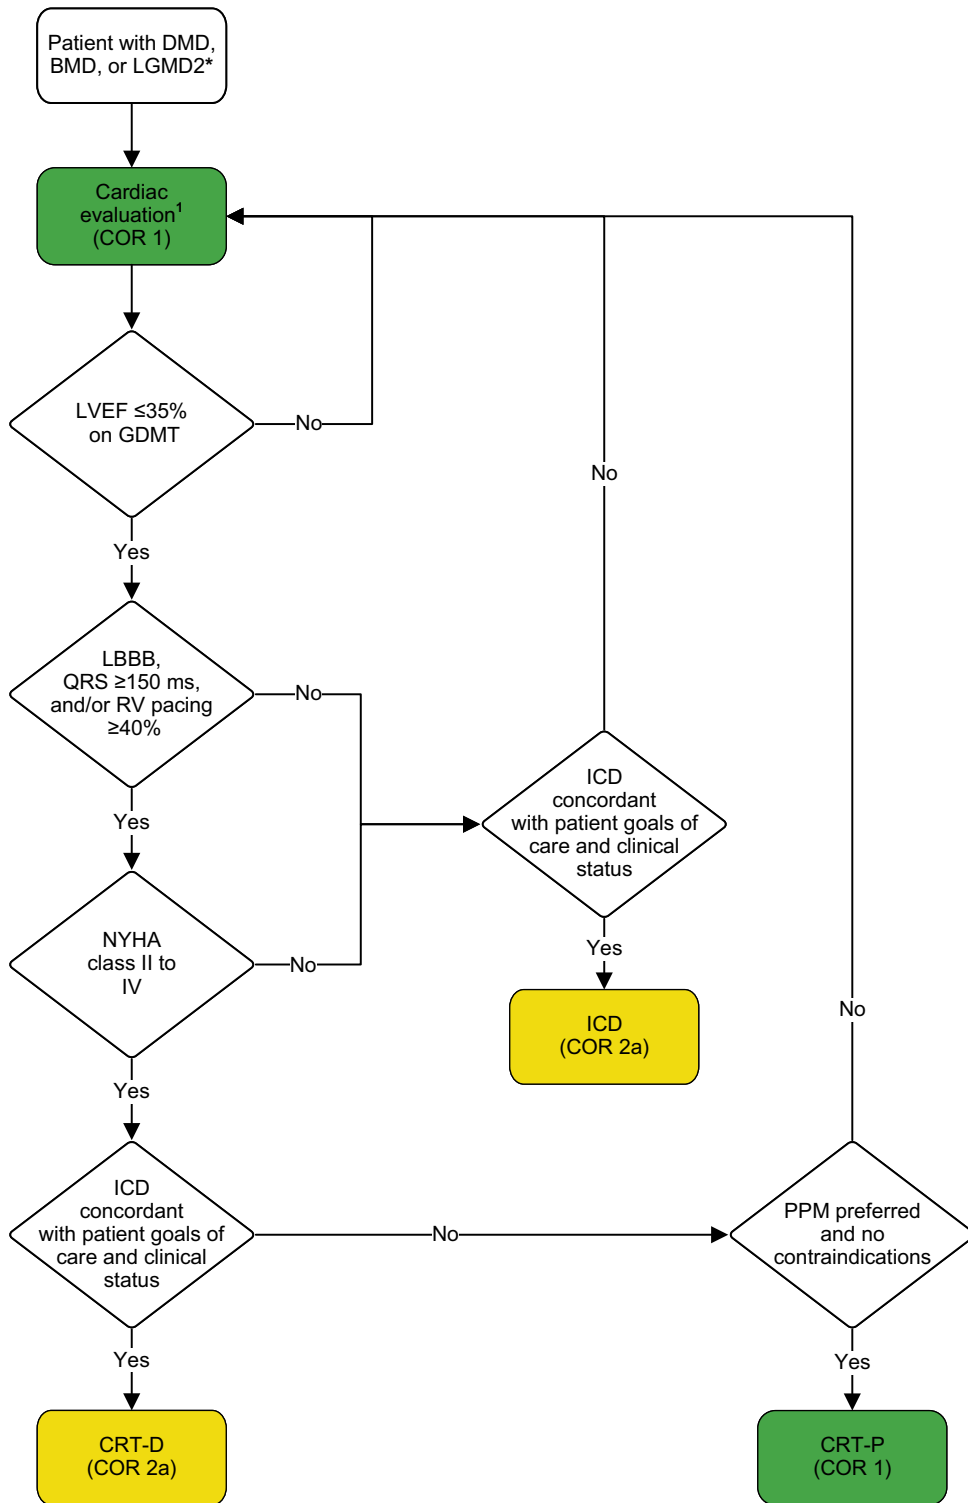 Patient with DMD,
BMD, or LGMD2*
Cardiac
evaluation¹
(COR 1)
LVEF ≤35%
on GDMT
No
Yes
LBBB,
QRS ≥150 ms,
and/or RV pacing
≥40%
No
Yes
NYHA
class II to
IV
No
Yes
ICD
concordant
with patient goals of
care and clinical
status
No
Yes
ICD
(COR 2a)
ICD
concordant
with patient goals of
care and clinical
status
No
Yes
CRT-D
(COR 2a)
PPM preferred
and no
contraindications
No
Yes
CRT-P
(COR 1)